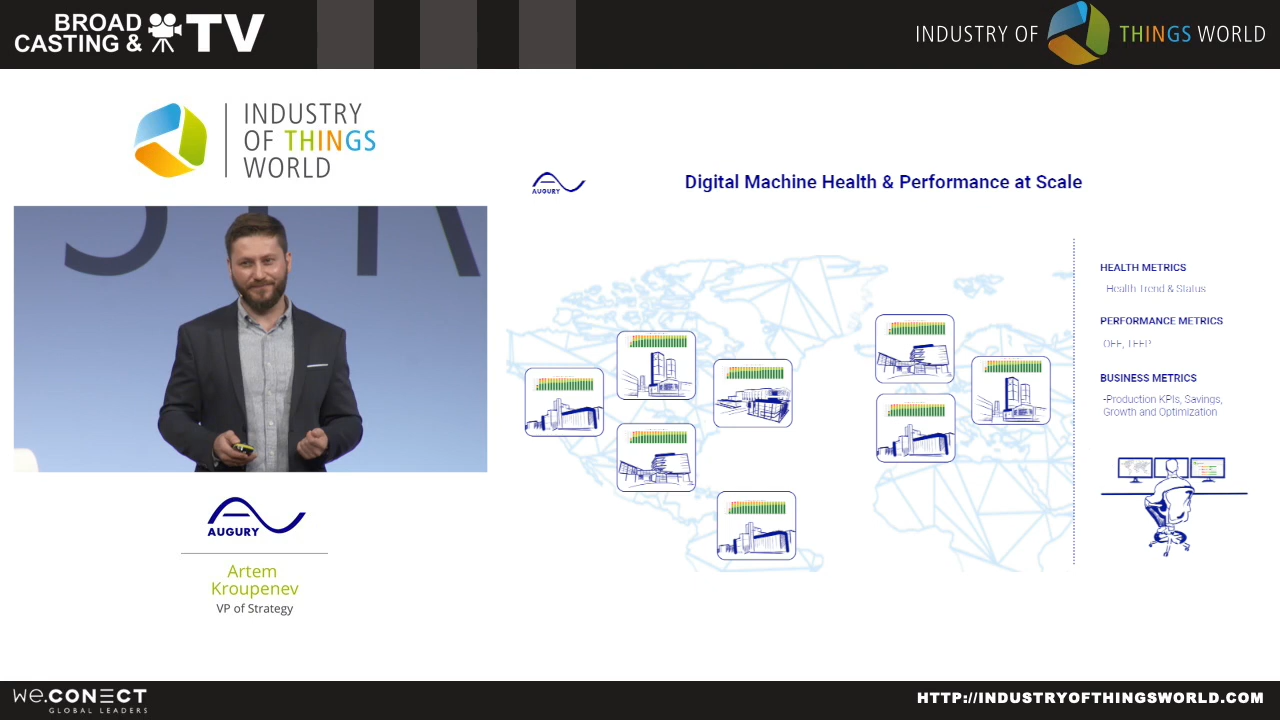 BROAD
CASTING & TV
INDUSTRY OF THINGS WORLD
INDUSTRY
OF THINGS
WORLD
AUGURY
Digital Machine Health & Performance at Scale
HEALTH METRICS
Health Trend & Status
PERFORMANCE METRICS
OEE, TEEP
BUSINESS METRICS
-Production KPIs, Savings,
Growth and Optimization
AUGURY
Artem
Kroupenev
VP of Strategy
we.CONECT
GLOBAL LEADERS
HTTP://INDUSTRYOFTHINGSWORLD.COM